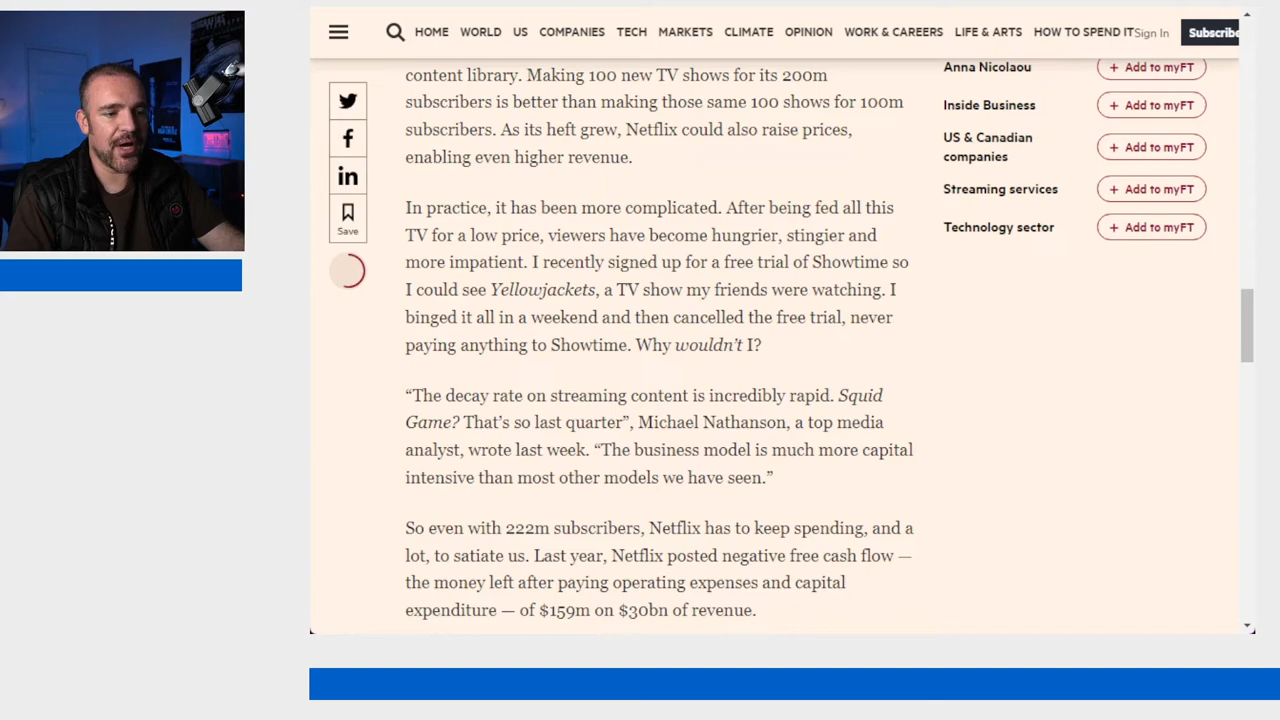 HOME WORLD US COMPANIES TECH MARKETS CLIMATE OPINION WORK & CAREERS LIFE & ARTS HOW TO SPEND IT Sign In Subscribe
content library. Making 100 new TV shows for its 200m
subscribers is better than making those same 100 shows for 100m
subscribers. As its heft grew, Netflix could also raise prices,
enabling even higher revenue.
In practice, it has been more complicated. After being fed all this
TV for a low price, viewers have become hungrier, stingier and
more impatient. I recently signed up for a free trial of Showtime so
I could see Yellowjackets, a TV show my friends were watching. I
binged it all in a weekend and then cancelled the free trial, never
paying anything to Showtime. Why wouldn’t I?
“The decay rate on streaming content is incredibly rapid. Squid
Game? That’s so last quarter”, Michael Nathanson, a top media
analyst, wrote last week. “The business model is much more capital
intensive than most other models we have seen.”
So even with 222m subscribers, Netflix has to keep spending, and a
lot, to satiate us. Last year, Netflix posted negative free cash flow —
the money left after paying operating expenses and capital
expenditure — of $159m on $30bn of revenue.
Save
Anna Nicolaou + Add to myFT
Inside Business + Add to myFT
US & Canadian
companies + Add to myFT
Streaming services + Add to myFT
Technology sector + Add to myFT